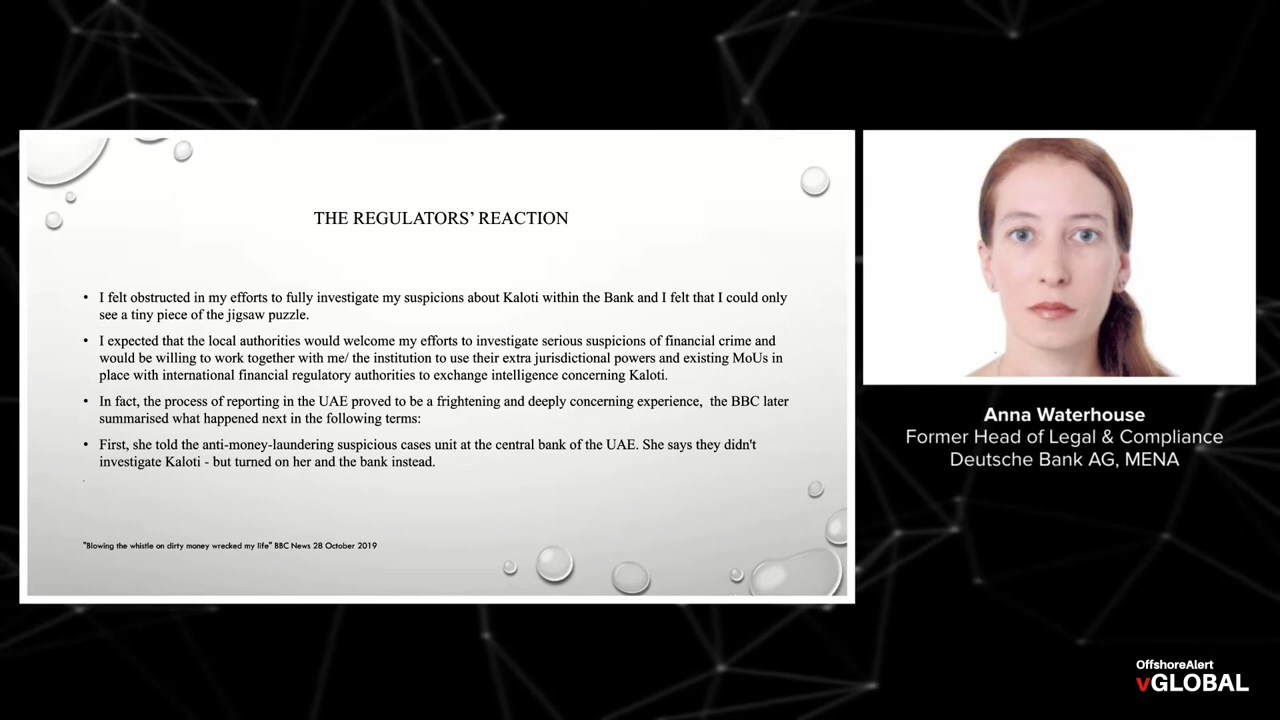 THE REGULATORS’ REACTION
• I felt obstructed in my efforts to fully investigate my suspicions about Kaloti within the Bank and I felt that I could only
see a tiny piece of the jigsaw puzzle.
• I expected that the local authorities would welcome my efforts to investigate serious suspicions of financial crime and
would be willing to work together with me/ the institution to use their extra jurisdictional powers and existing MoUs in
place with international financial regulatory authorities to exchange intelligence concerning Kaloti.
• In fact, the process of reporting in the UAE proved to be a frightening and deeply concerning experience, the BBC later
summarised what happened next in the following terms:
• First, she told the anti-money-laundering suspicious cases unit at the central bank of the UAE. She says they didn't
investigate Kaloti - but turned on her and the bank instead.
"Blowing the whistle on dirty money wrecked my life" BBC News 28 October 2019
Anna Waterhouse
Former Head of Legal & Compliance
Deutsche Bank AG, MENA
OffshoreAlert
vGLOBAL